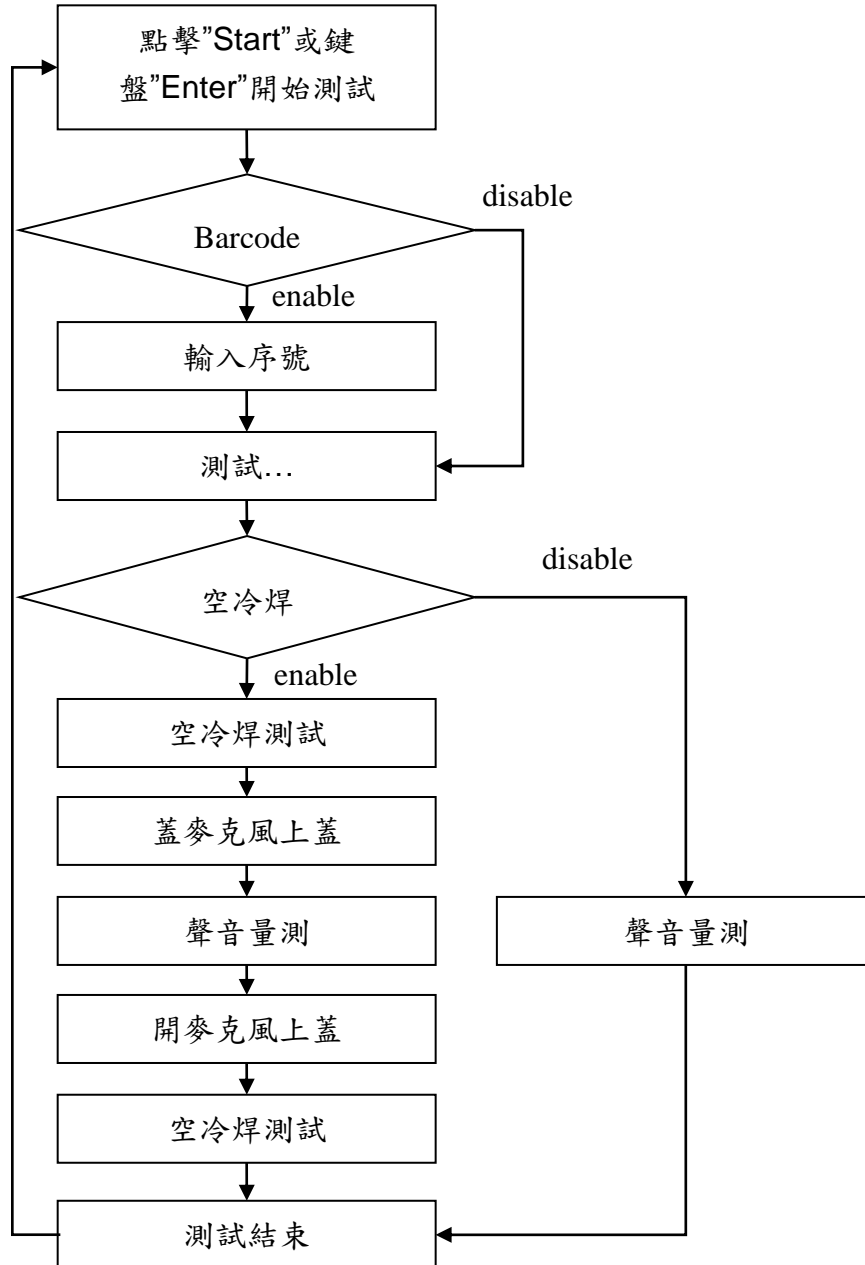 點擊”Start”或鍵
盤”Enter”開始測試
disable
Barcode
enable
輸入序號
測試…
disable
空冷焊
enable
空冷焊測試
蓋麥克風上蓋
聲音量測
聲音量測
開麥克風上蓋
空冷焊測試
測試結束